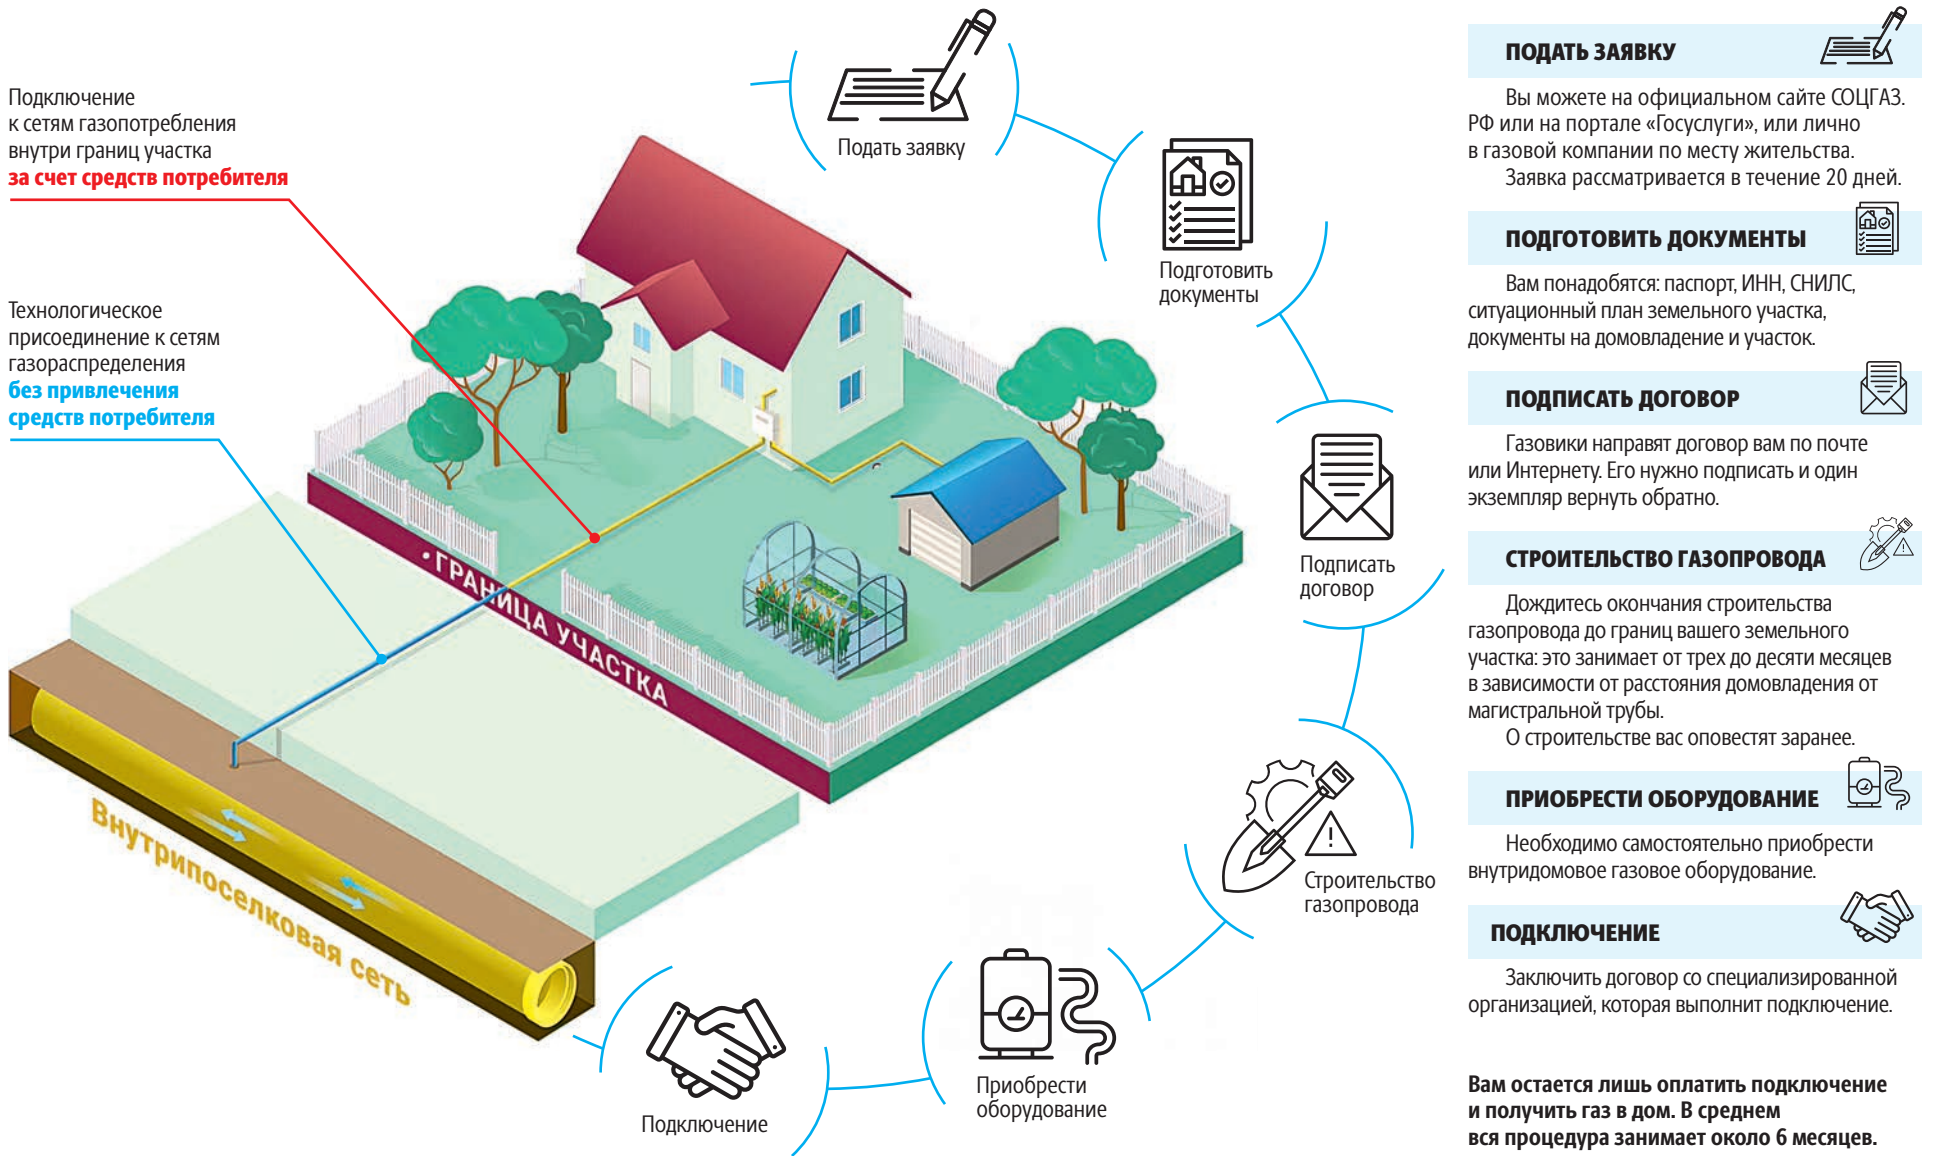 Подключение
к сетям газопотребления
внутри границ участка
за счет средств потребителя
Технологическое
присоединение к сетям
газораспределения
без привлечения
средств потребителя
• ГРАНИЦА УЧАСТКА
Внутрипоселковая сеть
Подать заявку
Подготовить
документы
Подписать
договор
Строительство
газопровода
Приобрести
оборудование
Подключение
ПОДАТЬ ЗАЯВКУ
Вы можете на официальном сайте СОЦГАЗ.
РФ или на портале «Госуслуги», или лично
в газовой компании по месту жительства.
Заявка рассматривается в течение 20 дней.
ПОДГОТОВИТЬ ДОКУМЕНТЫ
Вам понадобятся: паспорт, ИНН, СНИЛС,
ситуационный план земельного участка,
документы на домовладение и участок.
ПОДПИСАТЬ ДОГОВОР
Газовики направят договор вам по почте
или Интернету. Его нужно подписать и один
экземпляр вернуть обратно.
СТРОИТЕЛЬСТВО ГАЗОПРОВОДА
Дождитесь окончания строительства
газопровода до границ вашего земельного
участка: это занимает от трех до десяти месяцев
в зависимости от расстояния домовладения от
магистральной трубы.
О строительстве вас оповестят заранее.
ПРИОБРЕСТИ ОБОРУДОВАНИЕ
Необходимо самостоятельно приобрести
внутридомовое газовое оборудование.
ПОДКЛЮЧЕНИЕ
Заключить договор со специализированной
организацией, которая выполнит подключение.
Вам остается лишь оплатить подключение
и получить газ в дом. В среднем
вся процедура занимает около 6 месяцев.